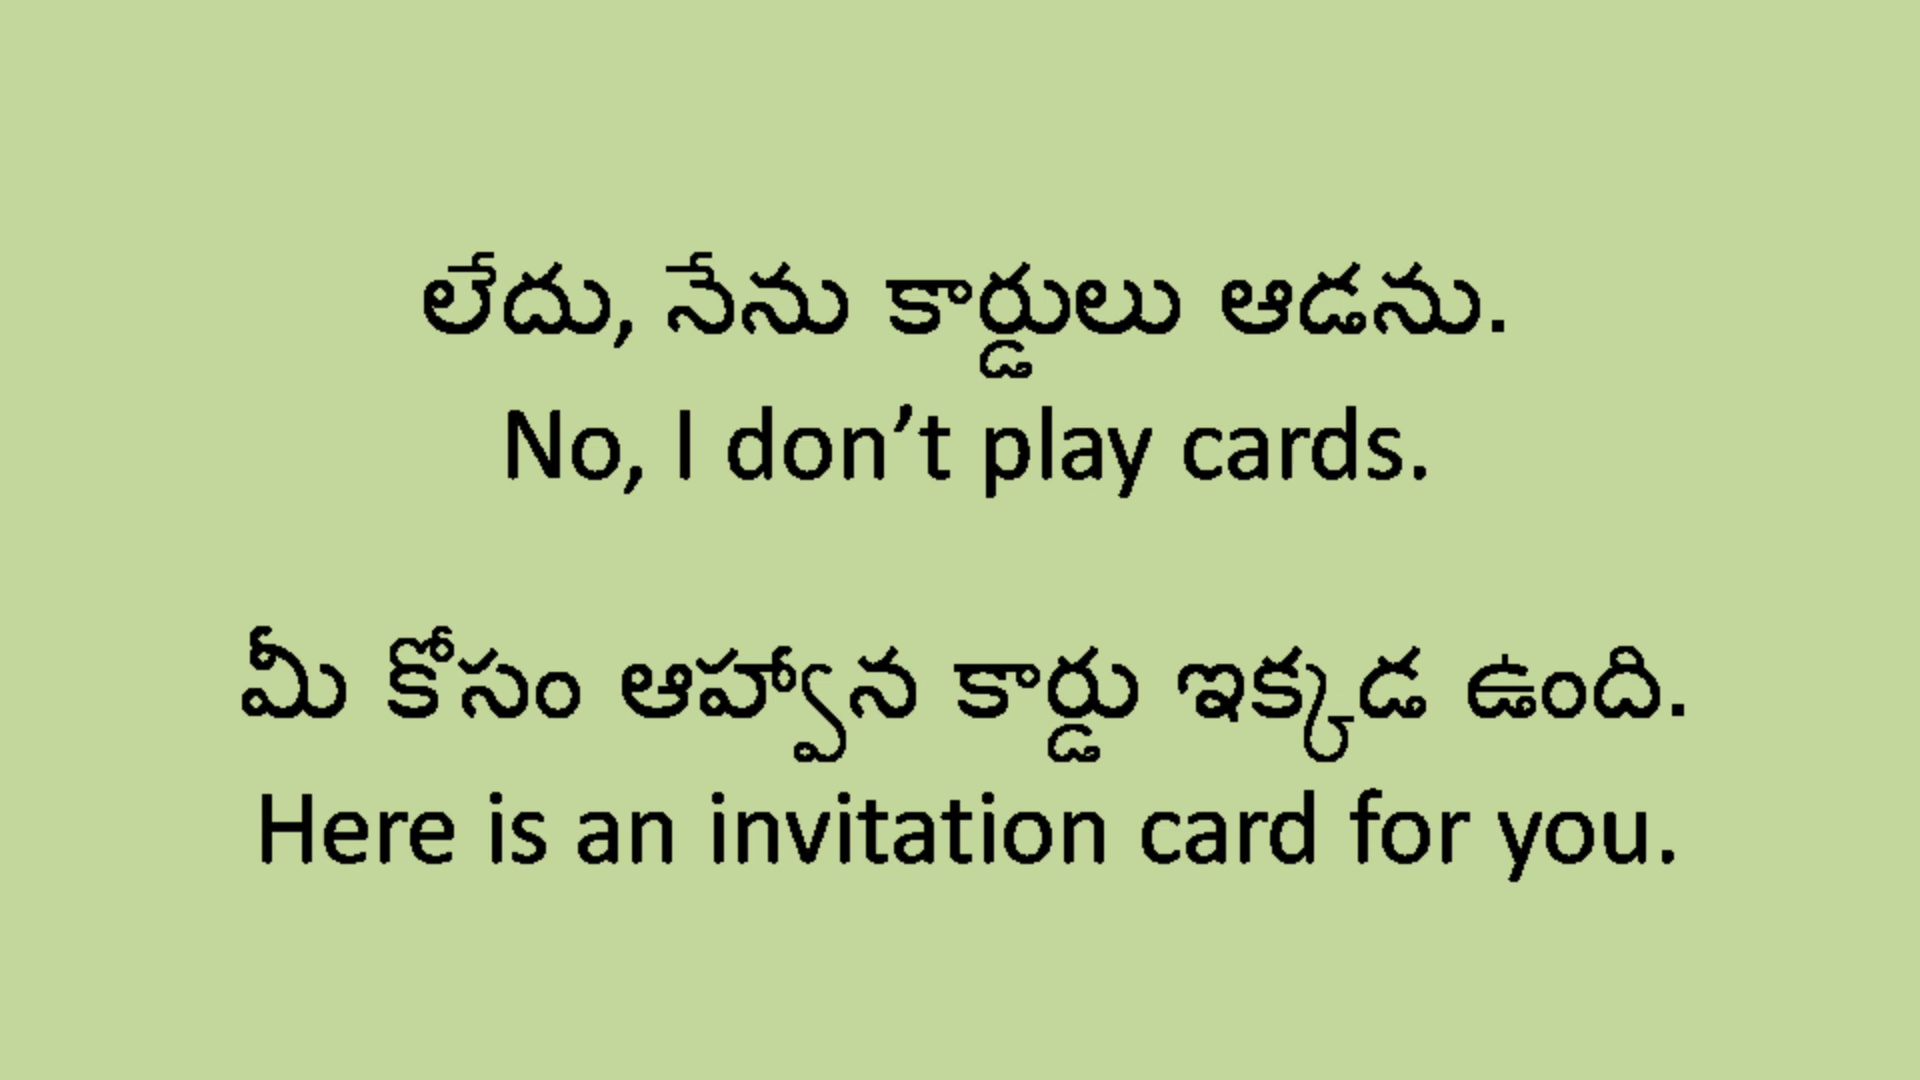 లేదు, నేను కార్డులు ఆడను.
No, I don’t play cards.
మీ కోసం ఆహ్వాన కార్డు ఇక్కడ ఉంది.
Here is an invitation card for you.